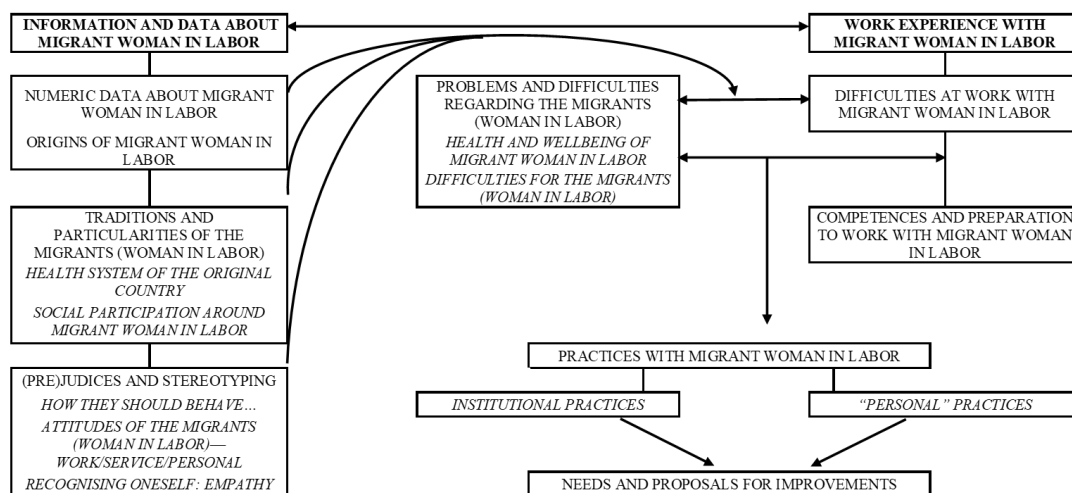 INFORMATION AND DATA ABOUT
MIGRANT WOMAN IN LABOR
NUMERIC DATA ABOUT MIGRANT
WOMAN IN LABOR
ORIGINS OF MIGRANT WOMAN IN
LABOR
TRADITIONS AND
PARTICULARITIES OF THE
MIGRANTS (WOMAN IN LABOR)
HEALTH SYSTEM OF THE ORIGINAL
COUNTRY
SOCIAL PARTICIPATION AROUND
MIGRANT WOMAN IN LABOR
(PRE)JUDICES AND STEREOTYPING
HOW THEY SHOULD BEHAVE…
ATTITUDES OF THE MIGRANTS
(WOMAN IN LABOR)—
WORK/SERVICE/PERSONAL
RECOGNISING ONESELF: EMPATHY
PROBLEMS AND DIFFICULTIES
REGARDING THE MIGRANTS
(WOMAN IN LABOR)
HEALTH AND WELLBEING OF
MIGRANT WOMAN IN LABOR
DIFFICULTIES FOR THE MIGRANTS
(WOMAN IN LABOR)
WORK EXPERIENCE WITH
MIGRANT WOMAN IN LABOR
DIFFICULTIES AT WORK WITH
MIGRANT WOMAN IN LABOR
COMPETENCES AND PREPARATION
TO WORK WITH MIGRANT WOMAN
IN LABOR
PRACTICES WITH MIGRANT WOMAN IN LABOR
INSTITUTIONAL PRACTICES
“PERSONAL” PRACTICES
NEEDS AND PROPOSALS FOR IMPROVEMENTS